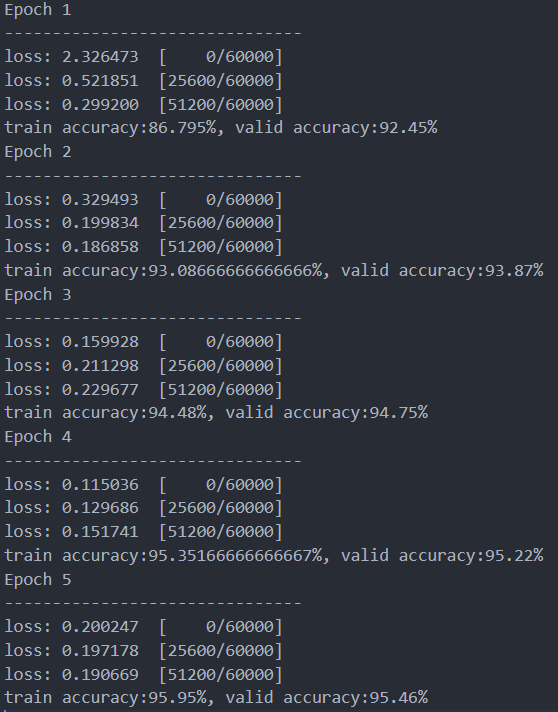 Epoch 1
-------------------------------
loss: 2.326473  [    0/60000]
loss: 0.521851  [25600/60000]
loss: 0.299200  [51200/60000]
train accuracy:86.795%, valid accuracy:92.45%
Epoch 2
-------------------------------
loss: 0.329493  [    0/60000]
loss: 0.199834  [25600/60000]
loss: 0.186858  [51200/60000]
train accuracy:93.08666666666666%, valid accuracy:93.87%
Epoch 3
-------------------------------
loss: 0.159928  [    0/60000]
loss: 0.211298  [25600/60000]
loss: 0.229677  [51200/60000]
train accuracy:94.48%, valid accuracy:94.75%
Epoch 4
-------------------------------
loss: 0.115036  [    0/60000]
loss: 0.129686  [25600/60000]
loss: 0.151741  [51200/60000]
train accuracy:95.35166666666667%, valid accuracy:95.22%
Epoch 5
-------------------------------
loss: 0.200247  [    0/60000]
loss: 0.197178  [25600/60000]
loss: 0.190669  [51200/60000]
train accuracy:95.95%, valid accuracy:95.46%